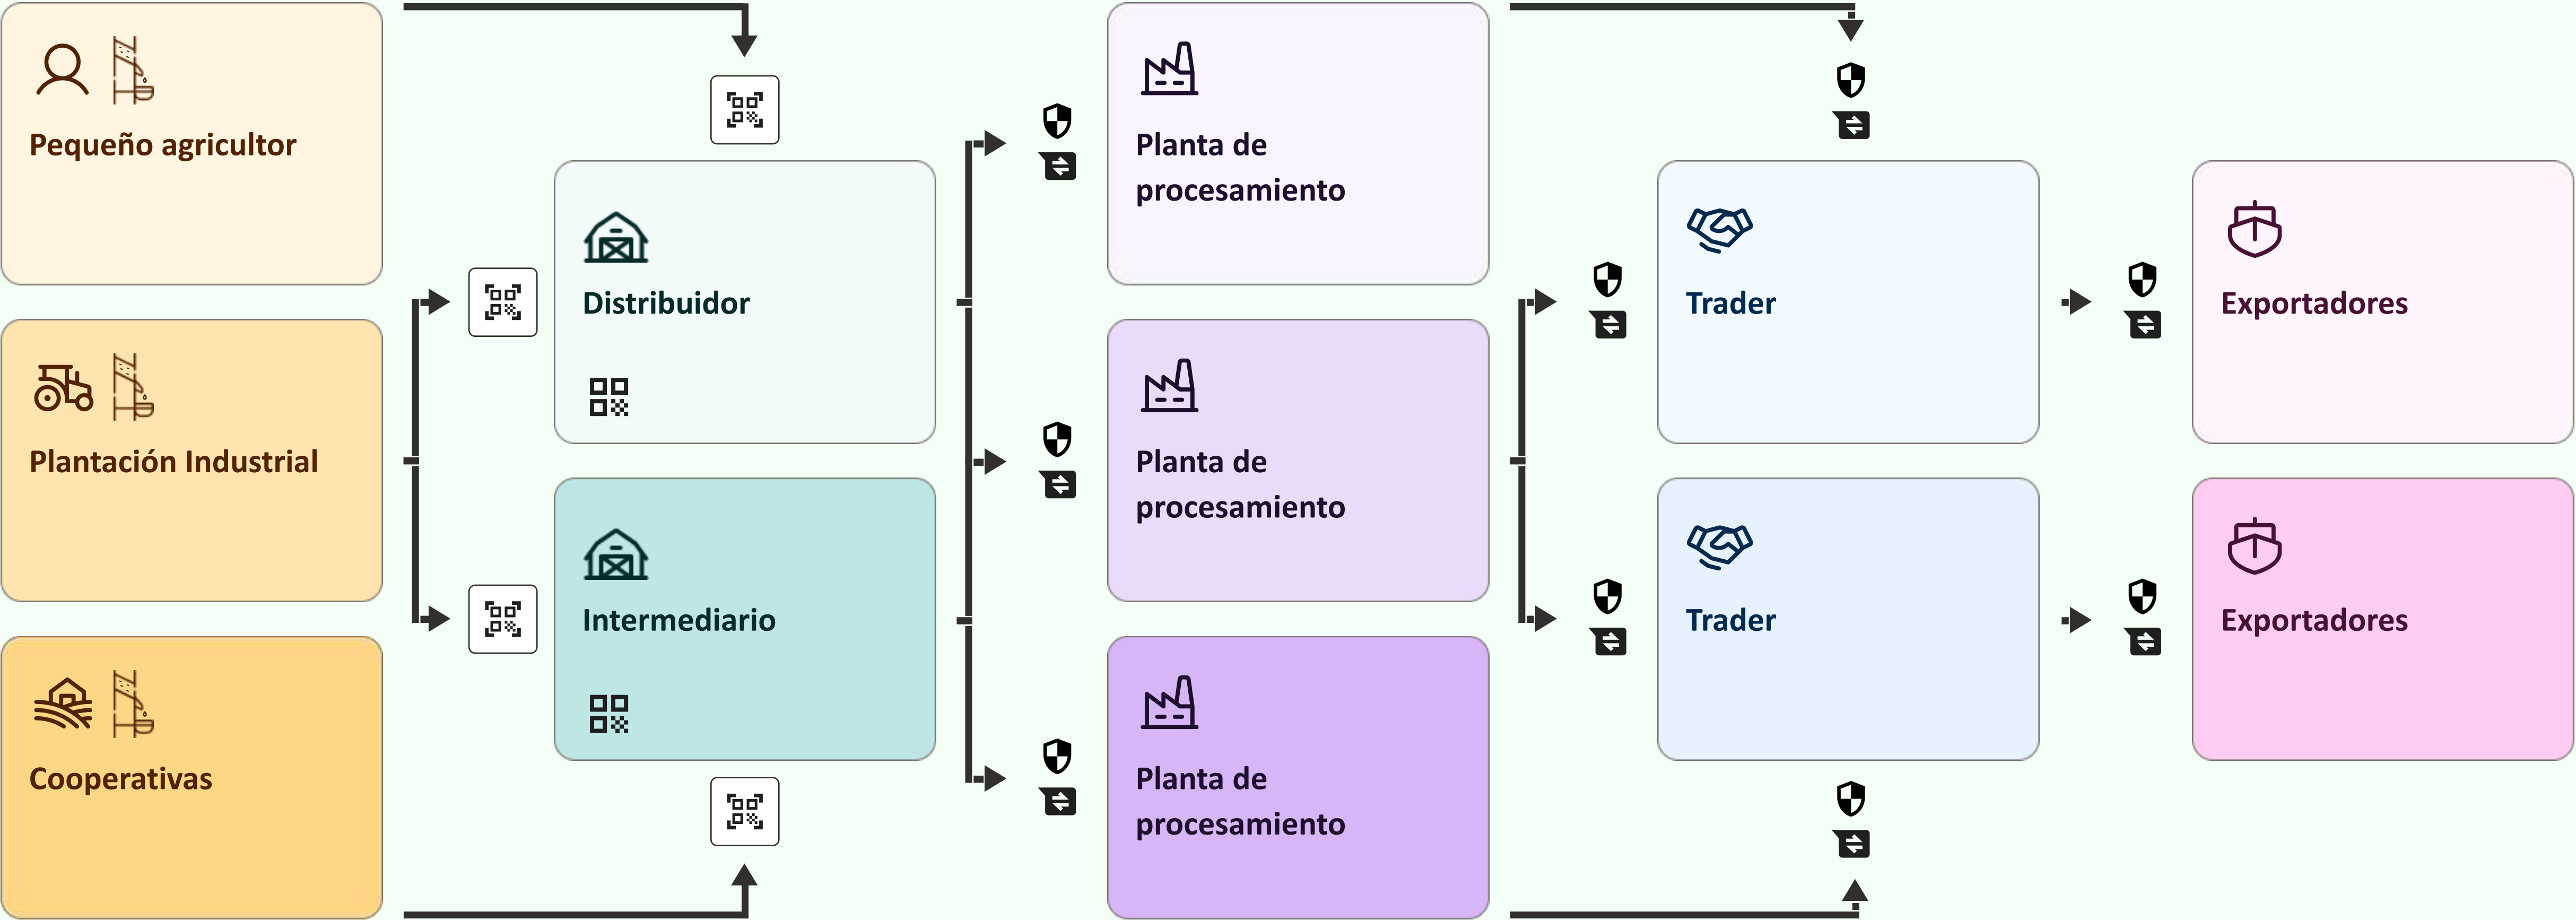 Pequeño agricultor
Plantación Industrial
Cooperativas
Distribuidor
Intermediario
Planta de
procesamiento
Planta de
procesamiento
Planta de
procesamiento
Trader
Trader
Exportadores
Exportadores